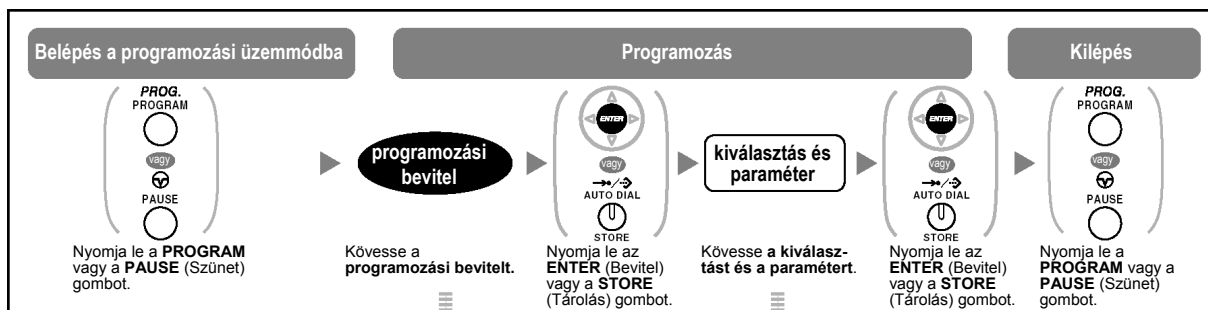 Belépés a programozási üzemmódba
Programozás
Kilépés
PROG.
PROGRAM
vagy
PAUSE
Nyomja le a PROGRAM
vagy a PAUSE (Szünet)
gombot.
programozási
bevitel
Kövesse a
programozási bevitelt.
ENTER
vagy
AUTO DIAL
STORE
Nyomja le az
ENTER (Bevitel)
vagy a STORE
(Tárolás) gombot.
kiválasztás és
paraméter
Kövesse a kiválasz-
tást és a paramétert.
ENTER
vagy
AUTO DIAL
STORE
Nyomja le az
ENTER (Bevitel)
vagy a STORE
(Tárolás) gombot.
PROG.
PROGRAM
vagy
PAUSE
Nyomja le a
PROGRAM vagy a
PAUSE (Szünet)
gombot.